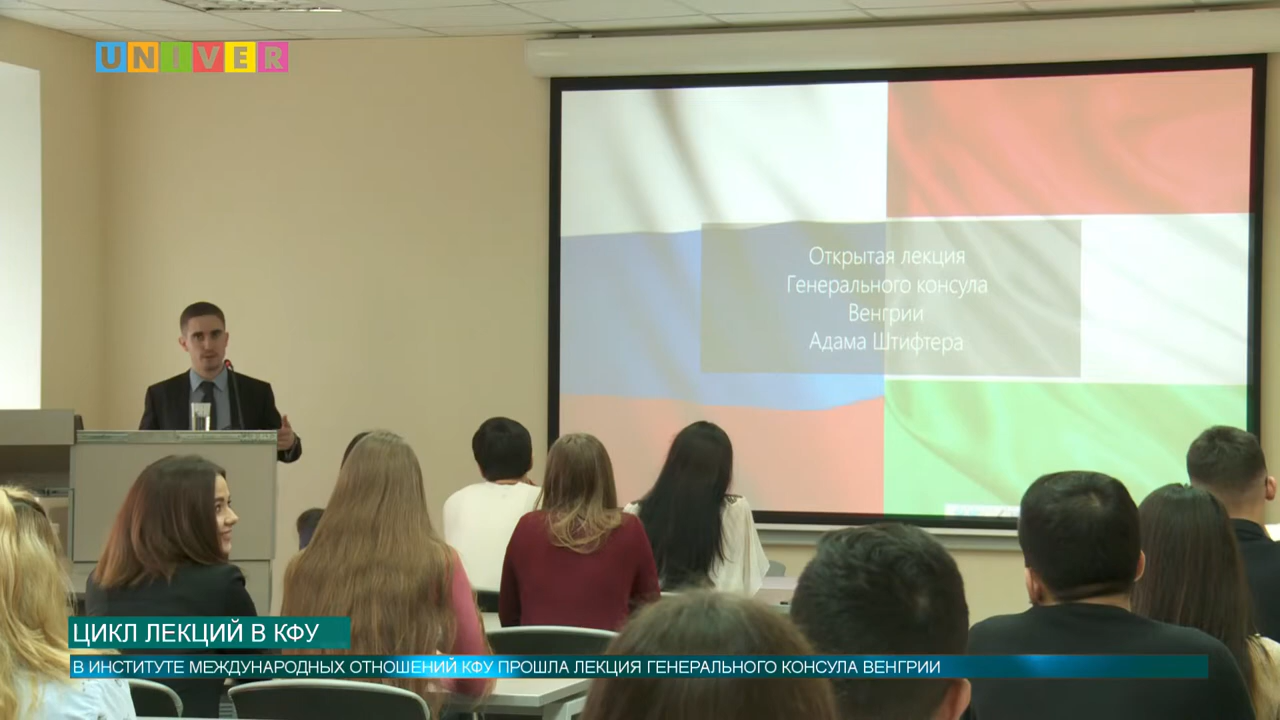 UNIVER
Открытая лекция
Генерального консула
Венгрии
Адама Штифтера
ЦИКЛ ЛЕКЦИЙ В КФУ
В ИНСТИТУТЕ МЕЖДУНАРОДНЫХ ОТНОШЕНИЙ КФУ ПРОШЛА ЛЕКЦИЯ ГЕНЕРАЛЬНОГО КОНСУЛА ВЕНГРИИ